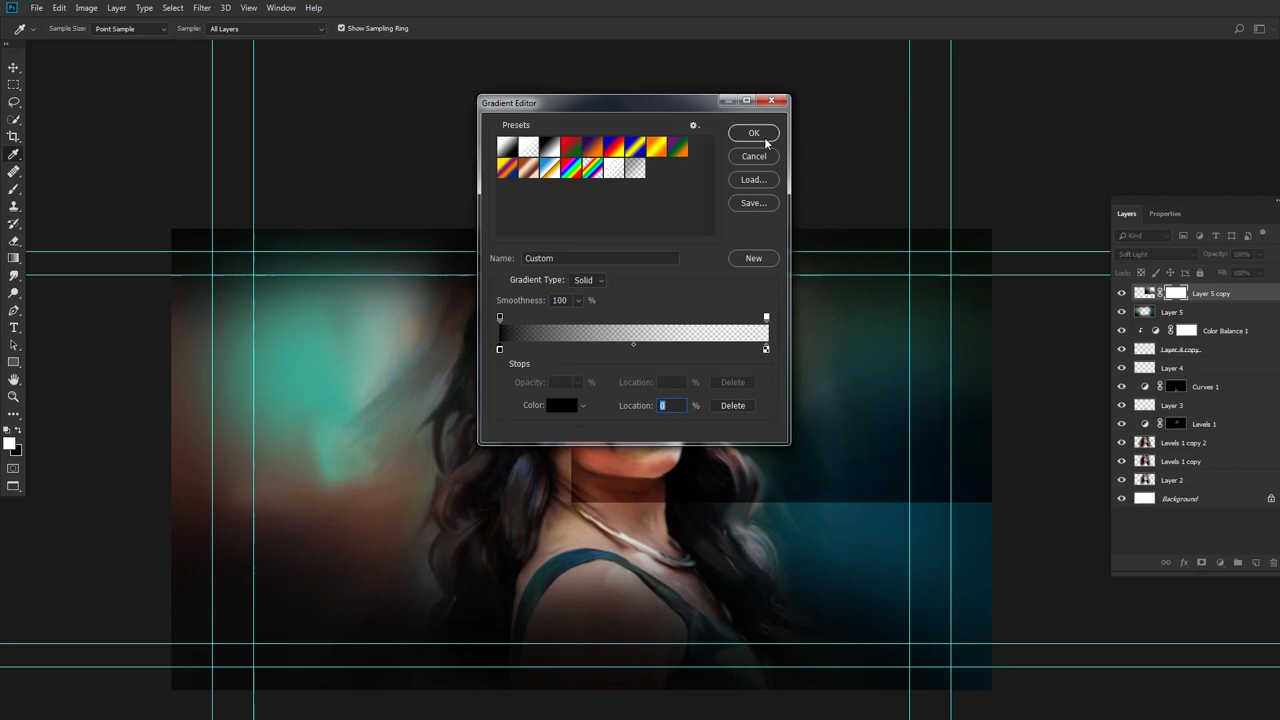 Ps File Edit Image Layer Type Select Filter 3D View Window Help
Sample Size: Point Sample Sample: All Layers Show Sampling Ring
Gradient Editor
Presets
OK
Cancel
Load...
Save...
Name: Custom New
Gradient Type: Solid
Smoothness: 100 %
Stops
Opacity: % Location: % Delete
Color: Location: 0 % Delete
Layers Properties
Kind
Soft Light Opacity: 100%
Lock: Fill: 100%
Layer 5 copy
Layer 5
Color Balance 1
Layer 4 copy
Layer 4
Curves 1
Layer 3
Levels 1
Levels 1 copy 2
Levels 1 copy
Layer 2
Background
fx